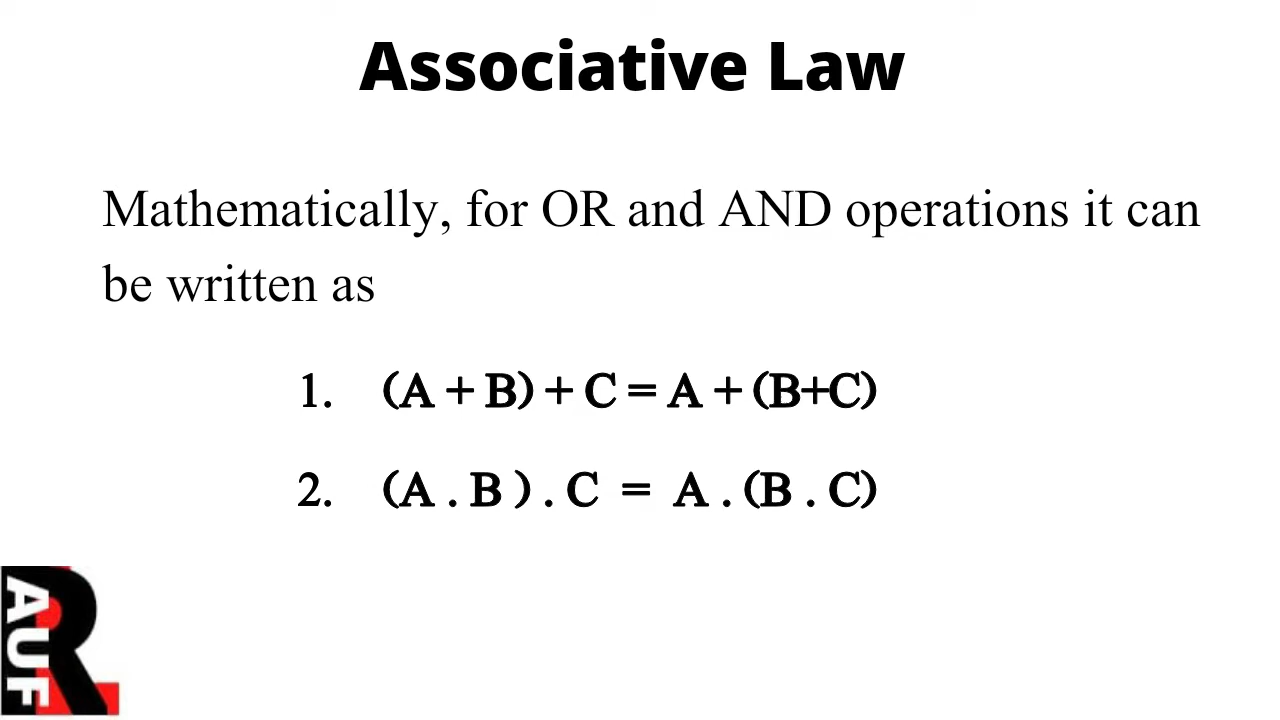 Associative Law
Mathematically, for OR and AND operations it can
be written as
1. (A + B) + C = A + (B+C)
2. (A . B ) . C = A . (B . C)
R
AUF